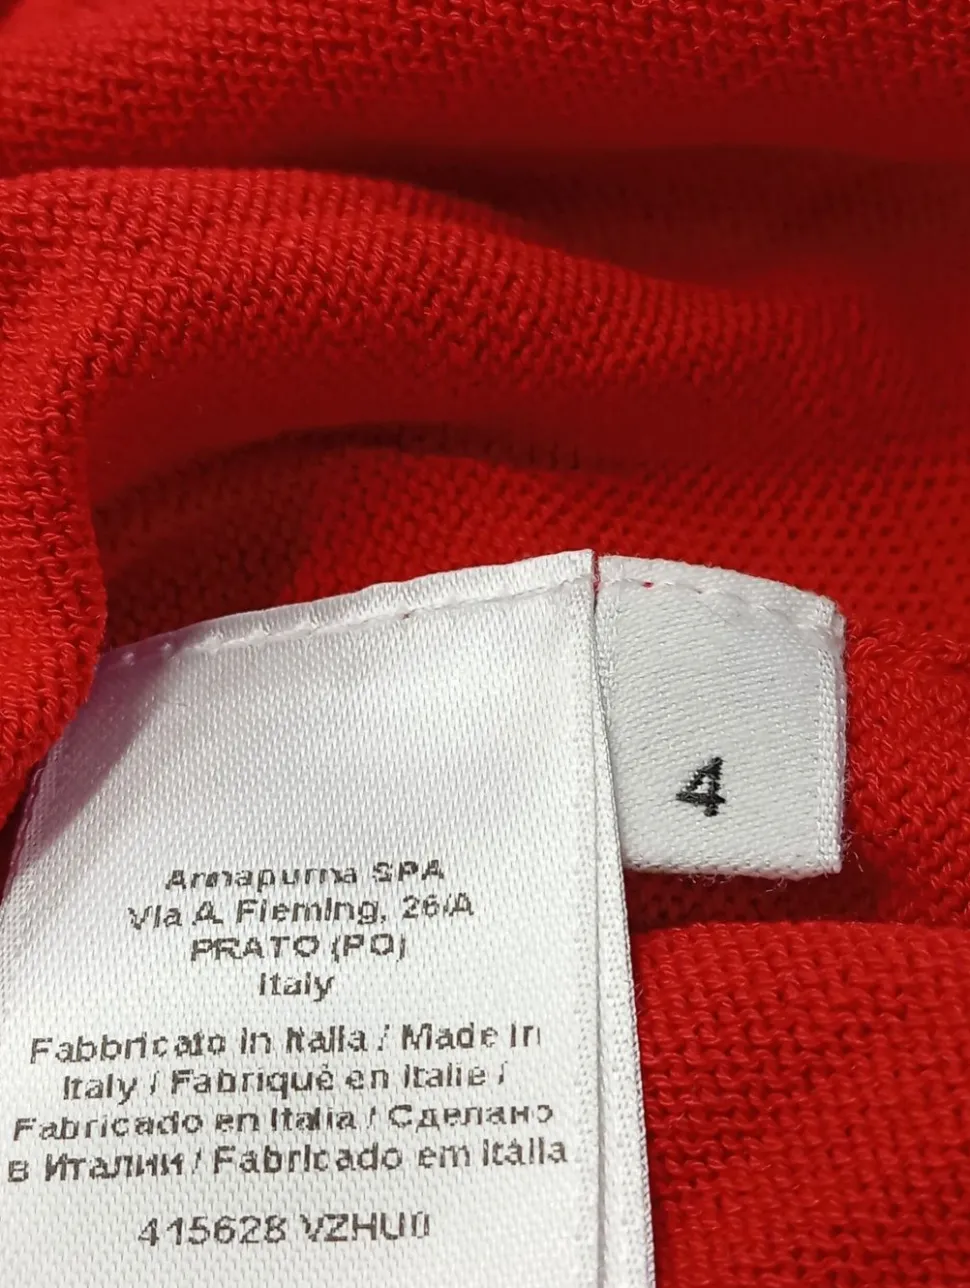 4
Annapurna SPA
Via A. Fleming, 26/A
PRATO (PO)
Italy
Fabbricato in Italia / Made in
Italy / Fabriqué en Italie /
Fabricado en Italia / Сделано
в Италии / Fabricado em Itália
415628 VZHU0